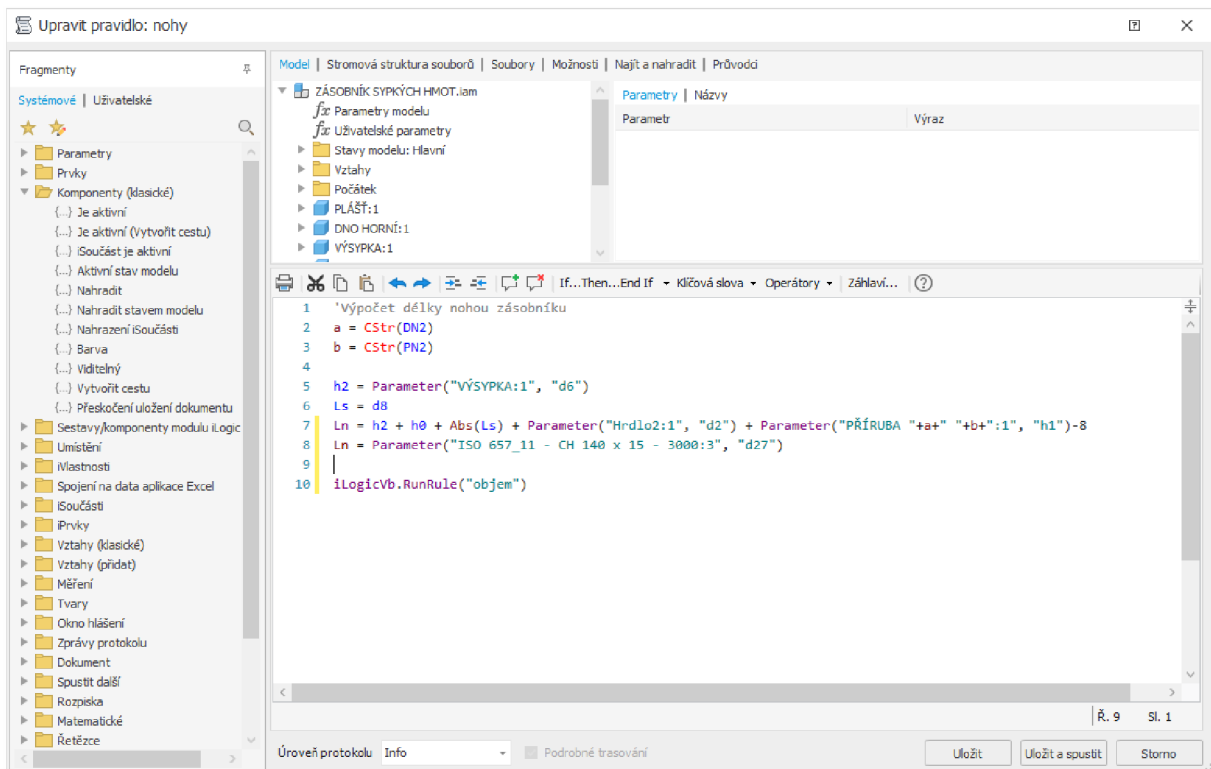 Upravit pravidlo: nohy
Fragmenty
Systémové | Uživatelské
Parametry
Prvky
Komponenty (klasické)
{...} Je aktivní
{...} Je aktivní (Vytvořit cestu)
{...} iSoučást je aktivní
{...} Aktivní stav modelu
{...} Nahradit
{...} Nahradit stavem modelu
{...} Nahrazení iSoučásti
{...} Barva
{...} Viditelný
{...} Vytvořit cestu
{...} Přeskočení uložení dokumentu
Sestavy/komponenty modulu iLogic
Umístění
iVlastnosti
Spojení na data aplikace Excel
iSoučásti
iPrvky
Vztahy (klasické)
Vztahy (přidat)
Měření
Tvary
Okno hlášení
Zprávy protokolu
Dokument
Spustit další
Rozpiska
Matematické
Řetězce
Model | Stromová struktura souborů | Soubory | Možnosti | Najít a nahradit | Průvodci
ZÁSOBNÍK SYPKÝCH HMOT.iam
fx Parametry modelu
fx Uživatelské parametry
Stavy modelu: Hlavní
Vztahy
Počátek
PLÁŠŤ:1
DNO HORNÍ:1
VÝSYPKA:1
Parametry | Názvy
Parametr Výraz
If...Then...End If Klíčová slova Operátory Záhlaví... ?
1 'Výpočet délky nohou zásobníku
2 a = CStr(DN2)
3 b = CStr(PN2)
4
5 h2 = Parameter("VÝSYPKA:1", "d6")
6 Ls = d8
7 Ln = h2 + h0 + Abs(Ls) + Parameter("Hrdlo2:1", "d2") + Parameter("PŘÍRUBA "+a+" "+b+":1", "h1")-8
8 Ln = Parameter("ISO 657_11 - CH 140 x 15 - 3000:3", "d27")
9
10 iLogicVb.RunRule("objem")
Ř. 9 Sl. 1
Úroveň protokolu Info Podrobné trasování Uložit Uložit a spustit Storno